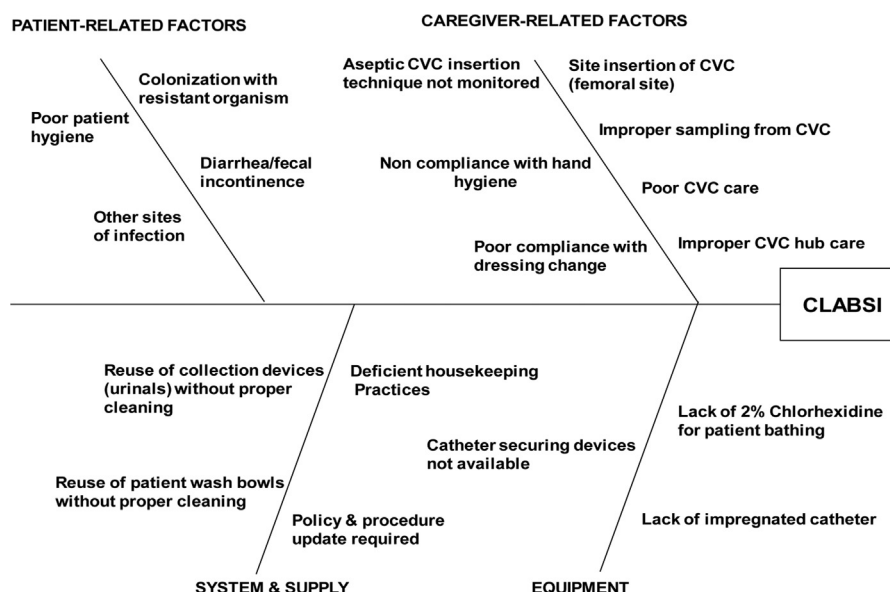 PATIENT-RELATED FACTORS
CAREGIVER-RELATED FACTORS
Colonization with
resistant organism
Poor patient
hygiene
Diarrhea/fecal
incontinence
Other sites
of infection
Aseptic CVC insertion
technique not monitored
Site insertion of CVC
(femoral site)
Improper sampling from CVC
Non compliance with hand
hygiene
Poor CVC care
Poor compliance with
dressing change
Improper CVC hub care
CLABSI
Reuse of collection devices
(urinals) without proper
cleaning
Deficient housekeeping
Practices
Reuse of patient wash bowls
without proper cleaning
Policy & procedure
update required
Catheter securing devices
not available
Lack of 2% Chlorhexidine
for patient bathing
Lack of impregnated catheter
SYSTEM & SUPPLY
EQUIPMENT